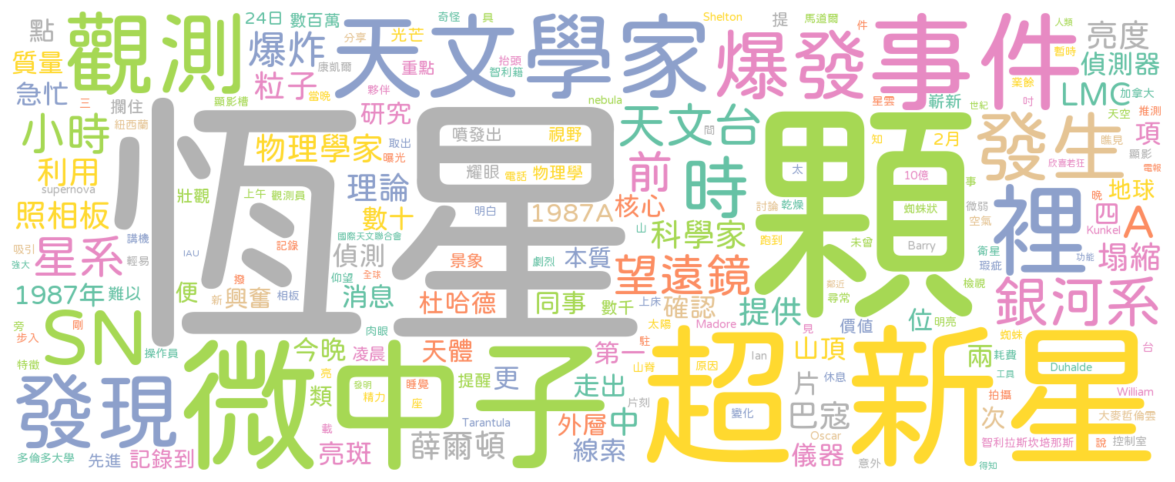 點 觀測 24日 數百萬 奇怪 具 Shelton 提 馬道爾 件 人類
質量 爆炸 分享 光芒 天文學家 爆發 事件 暫時 亮度
急忙 攔住 顯影槽 粒子 康凱爾 重點 抬頭 智利籍 星雲 業餘 嶄新 偵測器
三 當晚 夥伴 研究 nebula 吋 LMC 加拿大
小時 紐西蘭 恆星 噴發出 視野 天文台 閻 顆 世紀 天空 推測
利用 物理學家 取出 曝光 耀眼 電話 物理學 前 時 太 知 2月 發生 瞧見 顯影 項
supernova 壯觀 上午 觀測員 理論 10億 事 欣喜若狂 電報
照相板 數十 明白 1987A 核心 討論 乾燥 蜘蛛狀 微弱 裡 晚 地球
吸引 講機 記錄 國際天文聯合會 山 科學家 跑到 未曾 Barry 空氣 四 Kunkel A
星系 輕易 IAU 偵測 景象 劇烈 本質 望遠鏡 衛星 功能 塌縮
強大 撥 仰望 全球 瑕疵
1987年 難以 便 新 興奮 相板 消息 杜哈德 同事 數千 上床 確認 提供 鄰近 尋常 檢視 銀河系
旁 步入 剛 肉眼 太陽 Madore 見 價值 位 明亮
SN 操作員 今晚 凌晨 天體 第一 駐 山頂 兩 耗費 台
特徵 微中子 亮 發明 睡覺 提醒 更 山脊 原因 Ian 超新星 工具 Duhalde
發現 類 精力 座 走出 片刻 片 休息 拍攝 William
載 Tarantula 外層 中 變化 巴寇 次 大麥哲倫雲
多倫多大學 先進 記錄到 亮斑 薛爾頓 線索 Oscar 儀器 意外 智利拉斯坎培那斯 說 控制室
得知 蜘蛛